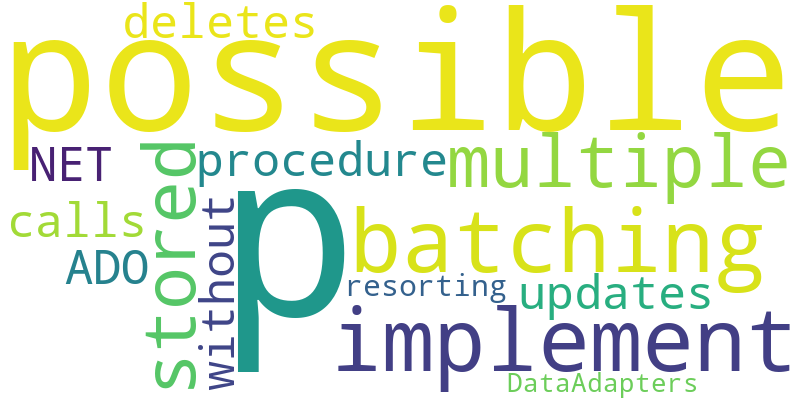 deletes
possible
NET
procedure
multiple
stored
calls
without
p
batching
ADO
resorting
updates
implement
DataAdapters